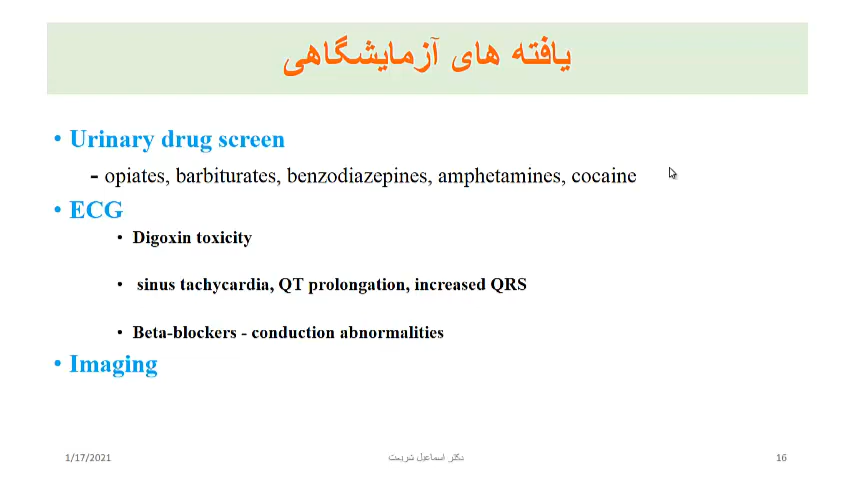 یافته های آزمایشگاهی
• Urinary drug screen
- opiates, barbiturates, benzodiazepines, amphetamines, cocaine
• ECG
• Digoxin toxicity
• sinus tachycardia, QT prolongation, increased QRS
• Beta-blockers - conduction abnormalities
• Imaging
1/17/2021
دکتر اسماعیل شریعت
16